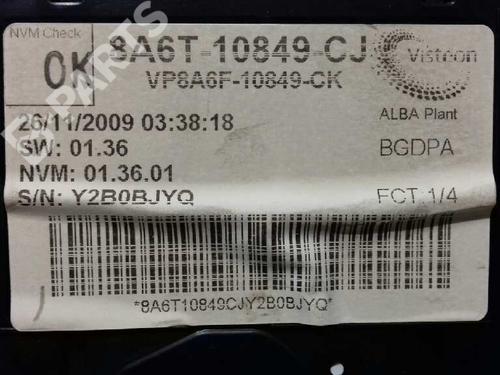 NVM Check
OK
8A6T-10849-CJ
VP8A6F-10849-CK
Visteon
26/11/2009 03:38:18
ALBA Plant
SW: 01.36
BGDPA
NVM: 01.36.01
S/N: Y2B0BJYQ
FCT 1/4
*8A6T10849CJY2B0BJYQ*
B-PARTS